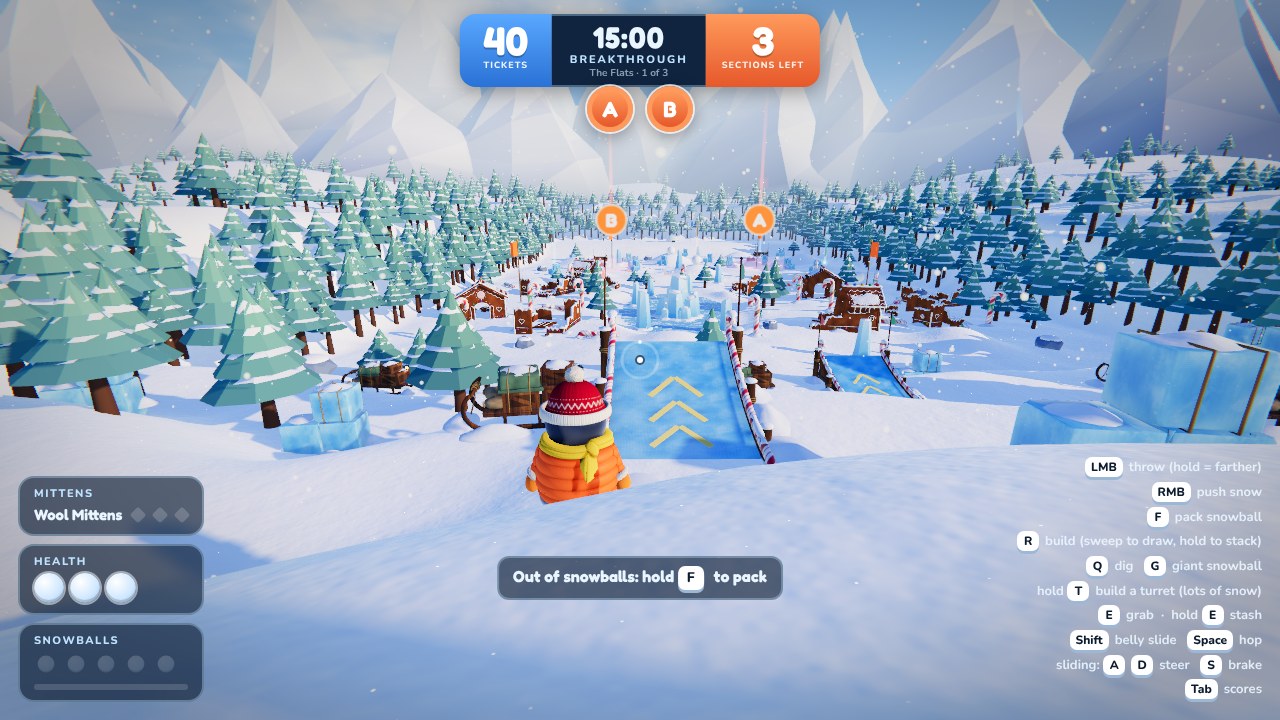 40
TICKETS
15:00
BREAKTHROUGH
The Flats · 1 of 3
3
SECTIONS LEFT
A B
B A
LMB throw (hold = farther)
RMB push snow
F pack snowball
R build (sweep to draw, hold to stack)
Q dig G giant snowball
hold T build a turret (lots of snow)
E grab · hold E stash
Shift belly slide Space hop
sliding: A D steer S brake
Tab scores
MITTENS
Wool Mittens
HEALTH
SNOWBALLS
Out of snowballs: hold F to pack